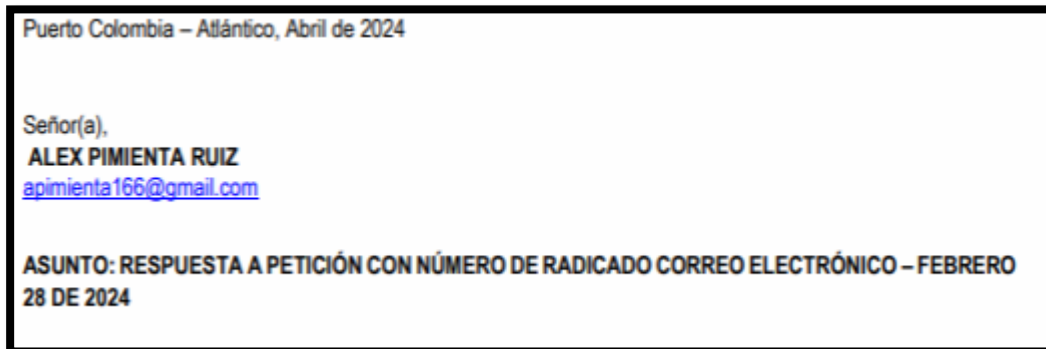 Puerto Colombia – Atlántico, Abril de 2024
Señor(a),
ALEX PIMIENTA RUIZ
apimienta166@gmail.com
ASUNTO: RESPUESTA A PETICIÓN CON NÚMERO DE RADICADO CORREO ELECTRÓNICO – FEBRERO
28 DE 2024